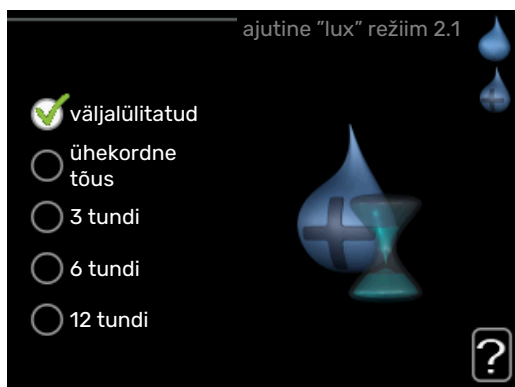 ajutine ”lux” režiim 2.1
väljalülitatud
ühekordne
tõus
3 tundi
6 tundi
12 tundi
?